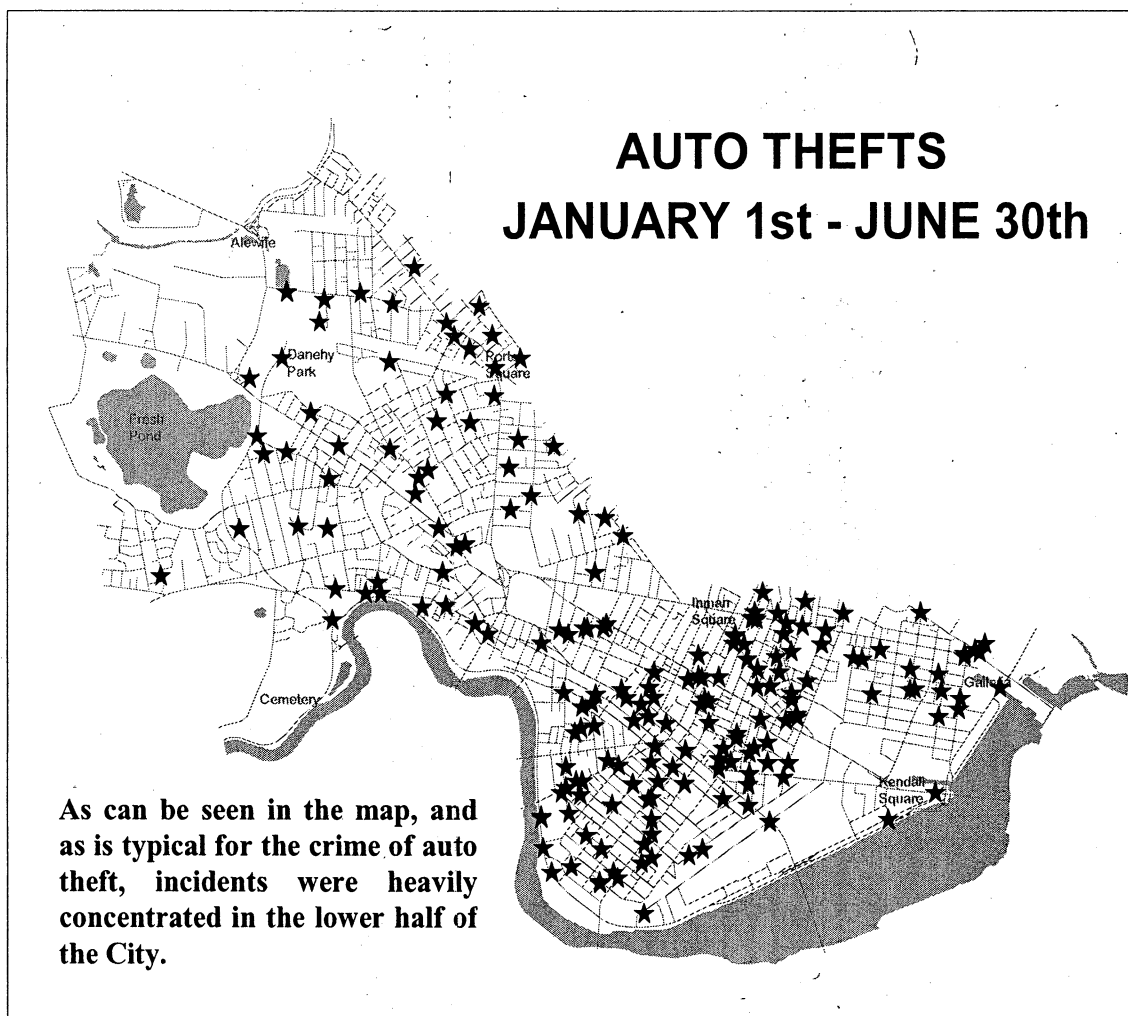 AUTO THEFTS
JANUARY 1st - JUNE 30th
Alewife
Danehy
Park
Porter
Square
Fresh
Pond
Inman
Square
Cemetery
Galleria
Kendall
Square
As can be seen in the map, and
as is typical for the crime of auto
theft, incidents were heavily
concentrated in the lower half of
the City.